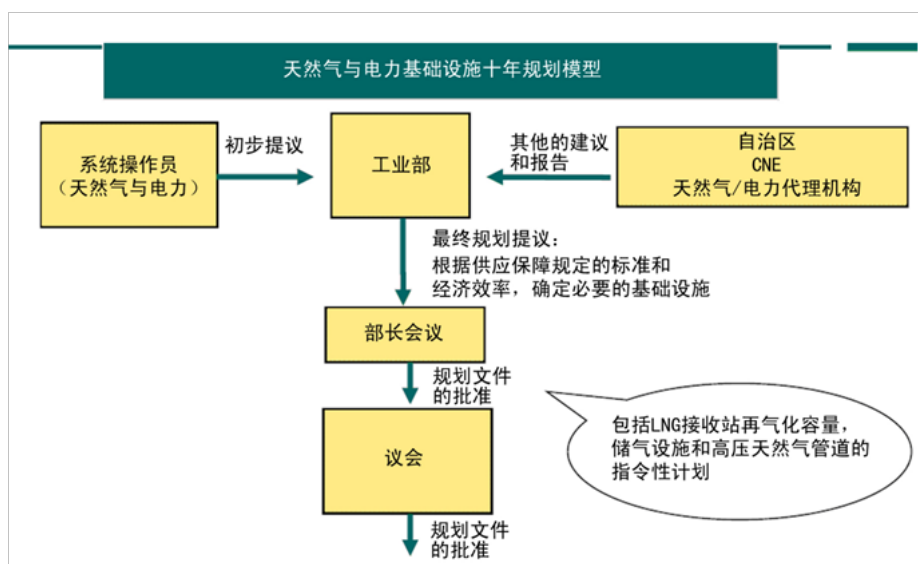 天然气与电力基础设施十年规划模型
系统操作员
（天然气与电力）
初步提议
工业部
其他的建议
和报告
自治区
CNE
天然气/电力代理机构
最终规划提议：
根据供应保障规定的标准和
经济效率，确定必要的基础设施
部长会议
规划文件
的批准
议会
包括LNG接收站再气化容量，
储气设施和高压天然气管道的
指令性计划
规划文件
的批准